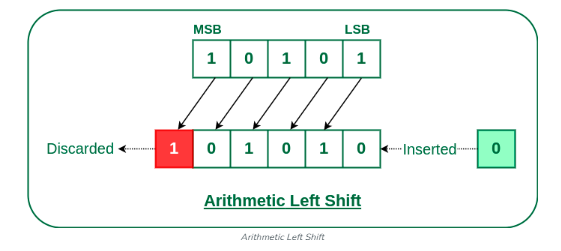 MSB LSB
1 0 1 0 1
Discarded 1 0 1 0 1 0 Inserted 0
Arithmetic Left Shift
Arithmetic Left Shift